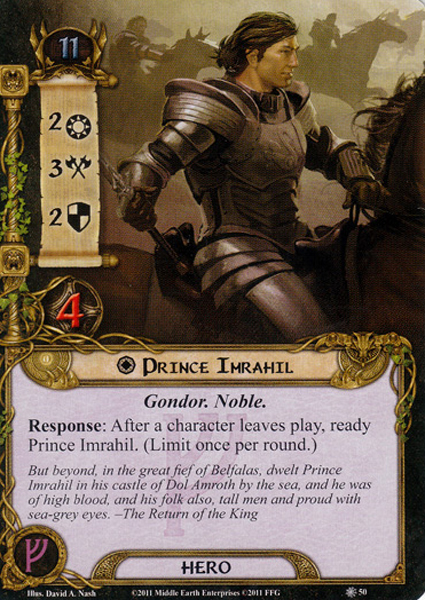 11
2
3
2
4
Prince Imrahil
Gondor. Noble.
Response: After a character leaves play, ready
Prince Imrahil. (Limit once per round.)
But beyond, in the great fief of Belfalas, dwelt Prince
Imrahil in his castle of Dol Amroth by the sea, and he was
of high blood, and his folk also, tall men and proud with
sea-grey eyes. –The Return of the King
HERO
Illus. David A. Nash ©2011 Middle Earth Enterprises ©2011 FFG 50